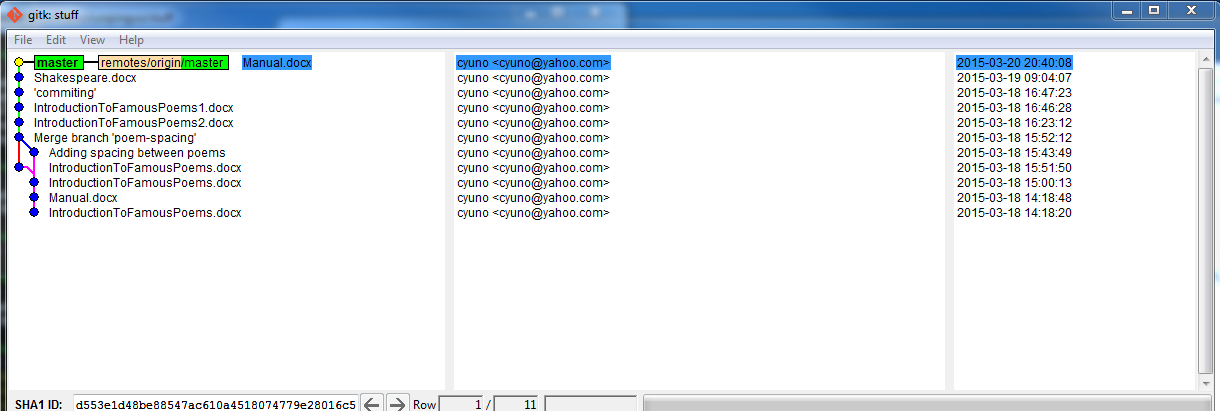 gitk: stuff
File Edit View Help
master remotes/origin/master Manual.docx cyuno <cyuno@yahoo.com> 2015-03-20 20:40:08
Shakespeare.docx cyuno <cyuno@yahoo.com> 2015-03-19 09:04:07
'commiting' cyuno <cyuno@yahoo.com> 2015-03-18 16:47:23
IntroductionToFamousPoems1.docx cyuno <cyuno@yahoo.com> 2015-03-18 16:46:28
IntroductionToFamousPoems2.docx cyuno <cyuno@yahoo.com> 2015-03-18 16:23:12
Merge branch 'poem-spacing' cyuno <cyuno@yahoo.com> 2015-03-18 15:52:12
Adding spacing between poems cyuno <cyuno@yahoo.com> 2015-03-18 15:43:49
IntroductionToFamousPoems.docx cyuno <cyuno@yahoo.com> 2015-03-18 15:51:50
IntroductionToFamousPoems.docx cyuno <cyuno@yahoo.com> 2015-03-18 15:00:13
Manual.docx cyuno <cyuno@yahoo.com> 2015-03-18 14:18:48
IntroductionToFamousPoems.docx cyuno <cyuno@yahoo.com> 2015-03-18 14:18:20
SHA1 ID: d553e1d48be88547ac610a4518074779e28016c5 Row 1 / 11